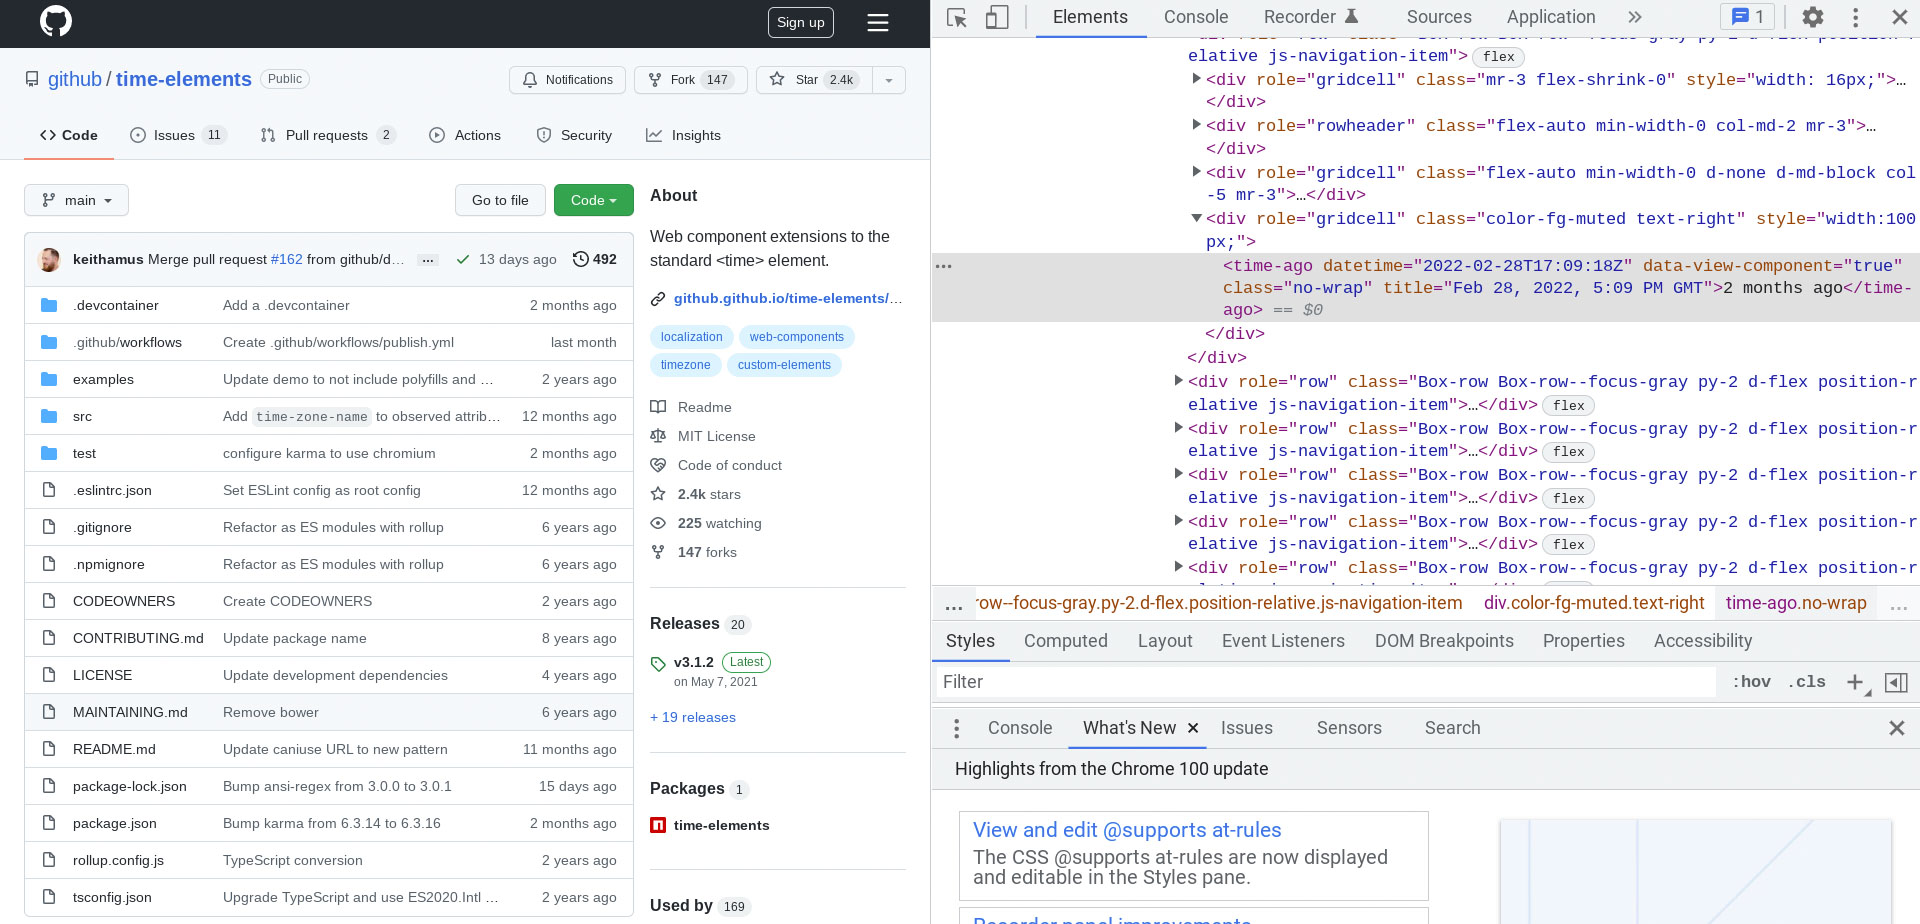 Sign up
github / time-elements Public
Notifications
Fork 147
Star 2.4k
Code
Issues 11
Pull requests 2
Actions
Security
Insights
main
Go to file
Code
keithamus Merge pull request #162 from github/d… … 13 days ago 492
.devcontainer Add a .devcontainer 2 months ago
.github/workflows Create .github/workflows/publish.yml last month
examples Update demo to not include polyfills and … 2 years ago
src Add time-zone-name to observed attrib… 12 months ago
test configure karma to use chromium 2 months ago
.eslintrc.json Set ESLint config as root config 12 months ago
.gitignore Refactor as ES modules with rollup 6 years ago
.npmignore Refactor as ES modules with rollup 6 years ago
CODEOWNERS Create CODEOWNERS 2 years ago
CONTRIBUTING.md Update package name 8 years ago
LICENSE Update development dependencies 4 years ago
MAINTAINING.md Remove bower 6 years ago
README.md Update caniuse URL to new pattern 11 months ago
package-lock.json Bump ansi-regex from 3.0.0 to 3.0.1 15 days ago
package.json Bump karma from 6.3.14 to 6.3.16 2 months ago
rollup.config.js TypeScript conversion 2 years ago
tsconfig.json Upgrade TypeScript and use ES2020.Intl … 2 years ago
About
Web component extensions to the
standard <time> element.
github.github.io/time-elements/…
localization web-components
timezone custom-elements
Readme
MIT License
Code of conduct
2.4k stars
225 watching
147 forks
Releases 20
v3.1.2 Latest
on May 7, 2021
+ 19 releases
Packages 1
time-elements
Used by 169
Elements Console Recorder Sources Application 1
div role="row" class="Box-row Box-row--focus-gray py-2 d-flex position-r
elative js-navigation-item"> flex
<div role="gridcell" class="mr-3 flex-shrink-0" style="width: 16px;">…
</div>
<div role="rowheader" class="flex-auto min-width-0 col-md-2 mr-3">…
</div>
<div role="gridcell" class="flex-auto min-width-0 d-none d-md-block col
-5 mr-3">…</div>
<div role="gridcell" class="color-fg-muted text-right" style="width:100
px;">
… <time-ago datetime="2022-02-28T17:09:18Z" data-view-component="true"
class="no-wrap" title="Feb 28, 2022, 5:09 PM GMT">2 months ago</time-
ago> == $0
</div>
</div>
<div role="row" class="Box-row Box-row--focus-gray py-2 d-flex position-r
elative js-navigation-item">…</div> flex
<div role="row" class="Box-row Box-row--focus-gray py-2 d-flex position-r
elative js-navigation-item">…</div> flex
<div role="row" class="Box-row Box-row--focus-gray py-2 d-flex position-r
elative js-navigation-item">…</div> flex
<div role="row" class="Box-row Box-row--focus-gray py-2 d-flex position-r
elative js-navigation-item">…</div> flex
<div role="row" class="Box-row Box-row--focus-gray py-2 d-flex position-r
… row--focus-gray.py-2.d-flex.position-relative.js-navigation-item div.color-fg-muted.text-right time-ago.no-wrap …
Styles Computed Layout Event Listeners DOM Breakpoints Properties Accessibility
Filter :hov .cls
Console What's New Issues Sensors Search
Highlights from the Chrome 100 update
View and edit @supports at-rules
The CSS @supports at-rules are now displayed
and editable in the Styles pane.
Recorder panel improvements